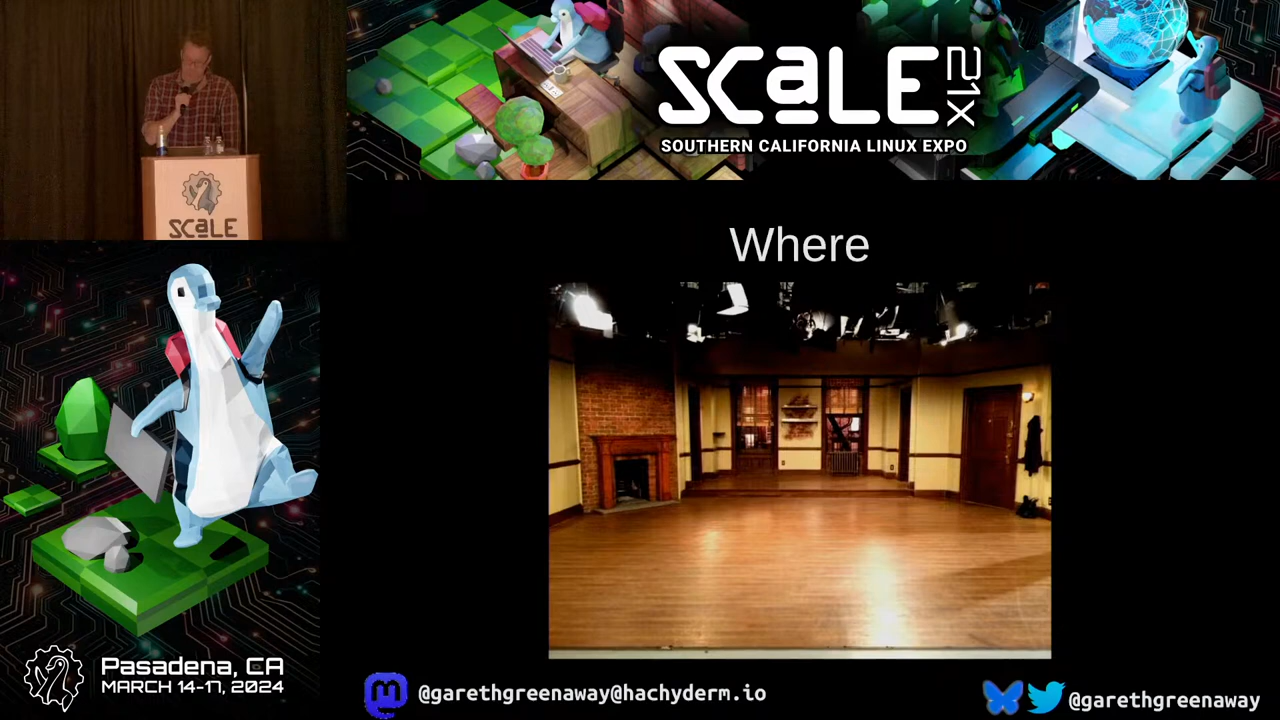 SCaLE 21X
SOUTHERN CALIFORNIA LINUX EXPO
SCaLE
Where
Pasadena, CA
MARCH 14-17, 2024
@garethgreenaway@hachyderm.io
@garethgreenaway